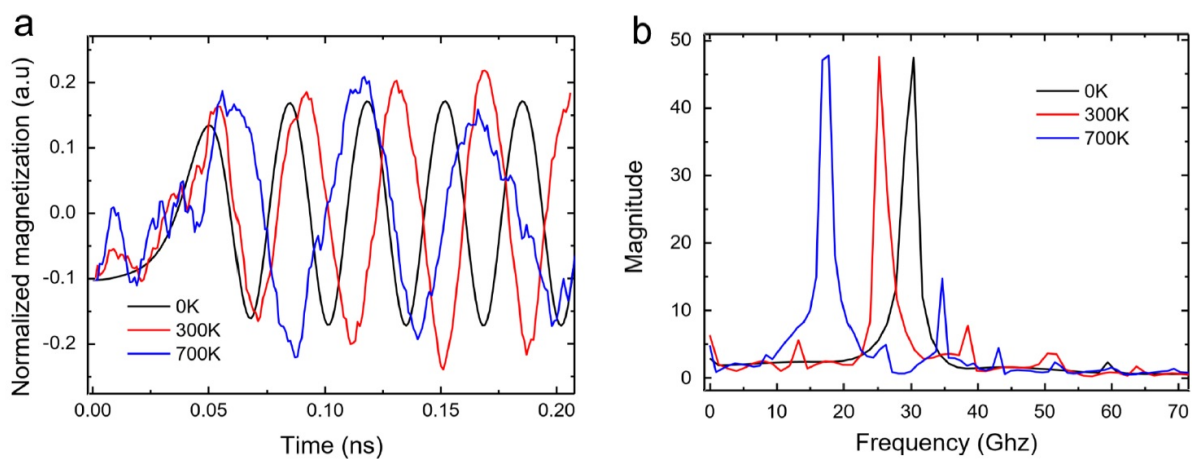 a
Normalized magnetization (a.u)
0.2
0.1
0.0
-0.1
-0.2
0K
300K
700K
0.00 0.05 0.10 0.15 0.20
Time (ns)
b
Magnitude
50
40
30
20
10
0
0K
300K
700K
0 10 20 30 40 50 60 70
Frequency (Ghz)